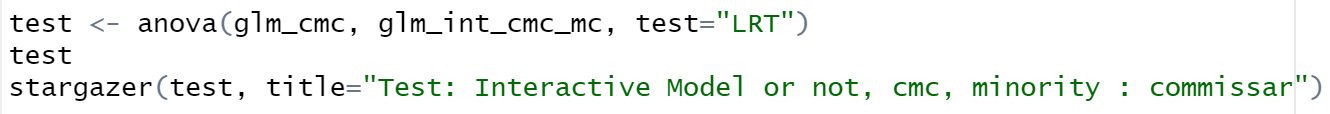 test <- anova(glm_cmc, glm_int_cmc_mc, test="LRT")
test
stargazer(test, title="Test: Interactive Model or not, cmc, minority : commissar")